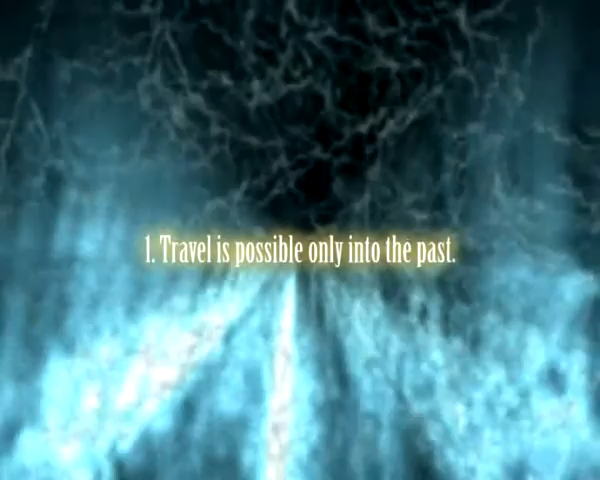 1. Travel is possible only into the past.